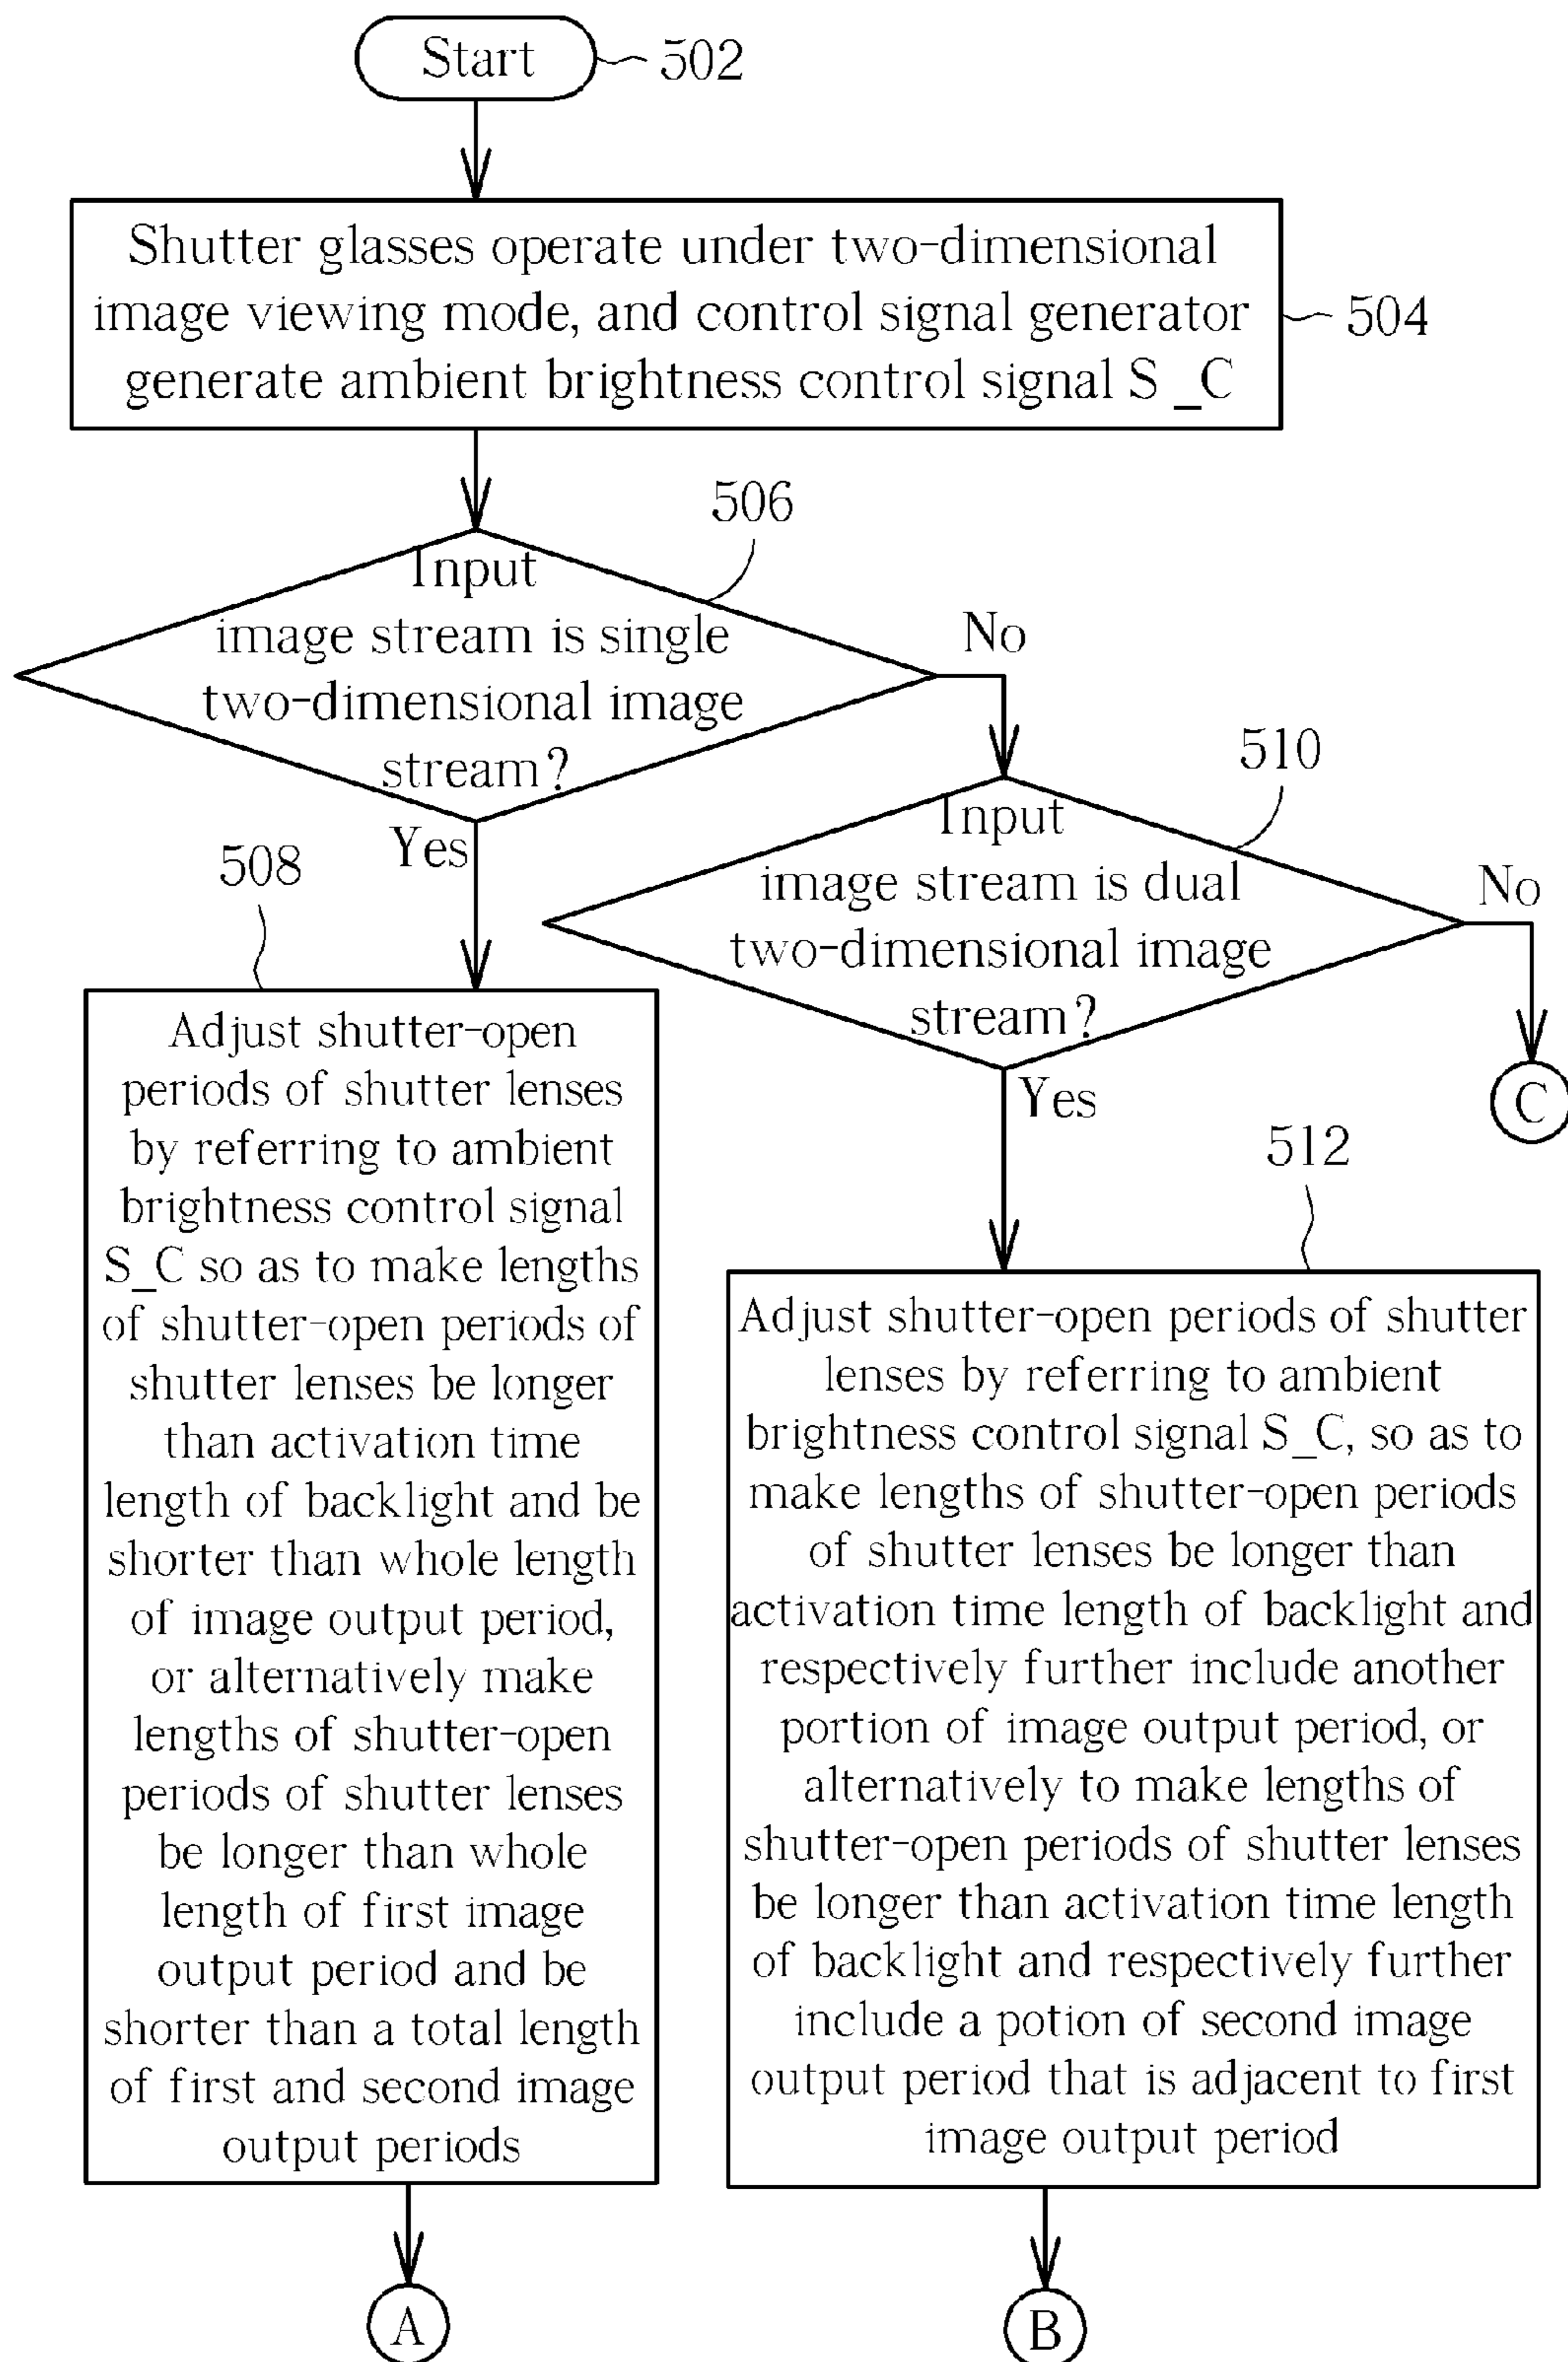 Start
502
Shutter glasses operate under two-dimensional
image viewing mode, and control signal generator
generate ambient brightness control signal S_C
504
506
Input
image stream is single
two-dimensional image
stream?
No
Yes
510
Input
image stream is dual
two-dimensional image
stream?
No
C
Yes
508
Adjust shutter-open
periods of shutter lenses
by referring to ambient
brightness control signal
S_C so as to make lengths
of shutter-open periods of
shutter lenses be longer
than activation time
length of backlight and be
shorter than whole length
of image output period,
or alternatively make
lengths of shutter-open
periods of shutter lenses
be longer than whole
length of first image
output period and be
shorter than a total length
of first and second image
output periods
A
512
Adjust shutter-open periods of shutter
lenses by referring to ambient
brightness control signal S_C, so as to
make lengths of shutter-open periods
of shutter lenses be longer than
activation time length of backlight and
respectively further include another
portion of image output period, or
alternatively to make lengths of
shutter-open periods of shutter lenses
be longer than activation time length
of backlight and respectively further
include a potion of second image
output period that is adjacent to first
image output period
B